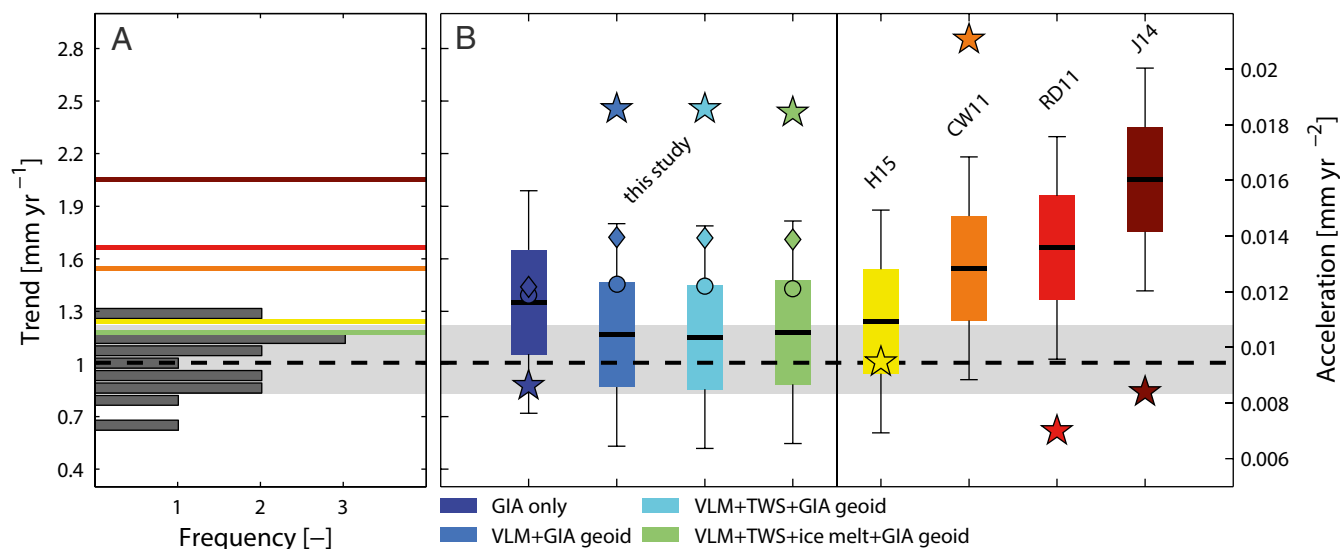 A
B
Trend [mm yr −1]
2.8
2.5
2.2
1.9
1.6
1.3
1
0.7
0.4
1
2
3
Frequency [−]
this study
H15
CW11
RD11
J14
0.02
0.018
0.016
0.014
0.012
0.01
0.008
0.006
Acceleration [mm yr −2]
GIA only
VLM+TWS+GIA geoid
VLM+GIA geoid
VLM+TWS+ice melt+GIA geoid